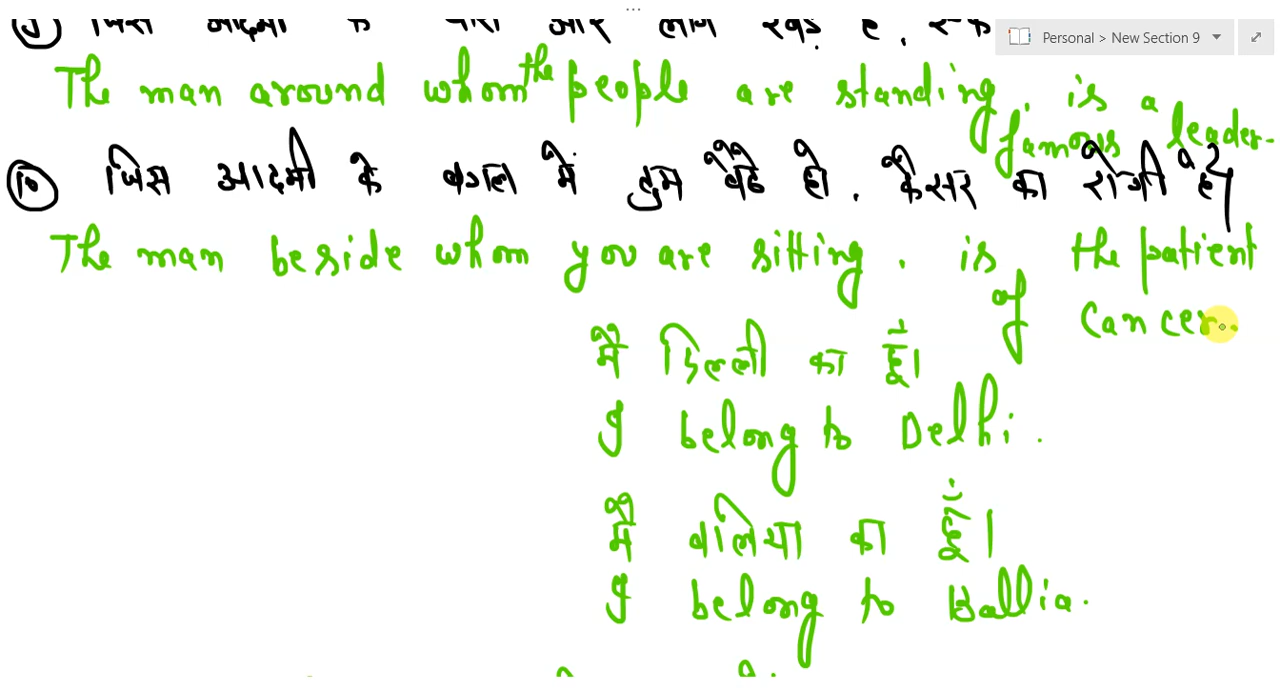 Personal > New Section 9
The man around whom the people are standing, is a
famous leader.
(10) जिस आदमी के बगल में तुम बैठे हो, कैंसर का रोगी है।
The man beside whom you are sitting, is the patient
of Cancer.
मैं दिल्ली का हूँ।
I belong to Delhi.
मैं बलिया का हूँ।
I belong to Ballia.